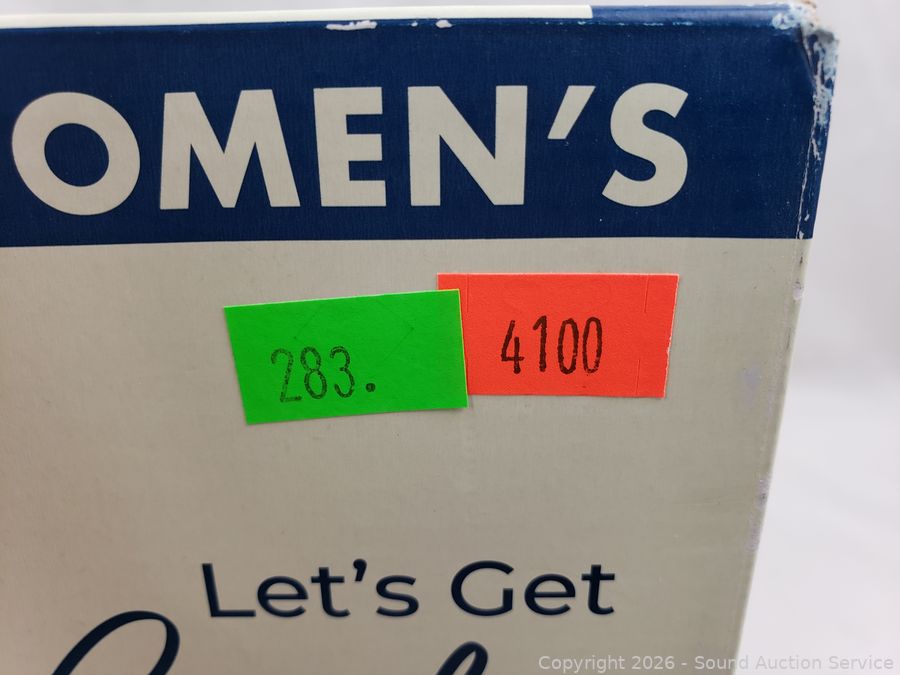 OMEN'S
283.
4100
Let's Get
Copyright 2026 - Sound Auction Service